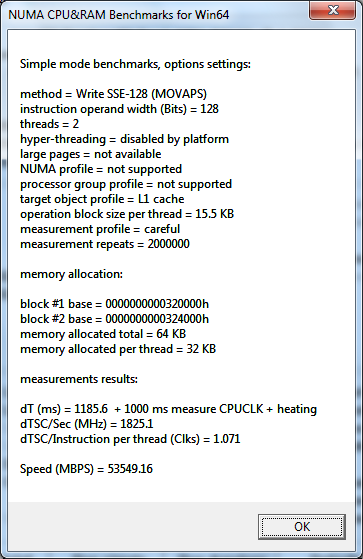 NUMA CPU&RAM Benchmarks for Win64
Simple mode benchmarks, options settings:
method = Write SSE-128 (MOVAPS)
instruction operand width (Bits) = 128
threads = 2
hyper-threading = disabled by platform
large pages = not available
NUMA profile = not supported
processor group profile = not supported
target object profile = L1 cache
operation block size per thread = 15.5 KB
measurement profile = careful
measurement repeats = 2000000
memory allocation:
block #1 base = 0000000000320000h
block #2 base = 0000000000324000h
memory allocated total = 64 KB
memory allocated per thread = 32 KB
measurements results:
dT (ms) = 1185.6  + 1000 ms measure CPUCLK + heating
dTSC/Sec (MHz) = 1825.1
dTSC/Instruction per thread (Clks) = 1.071
Speed (MBPS) = 53549.16
OK